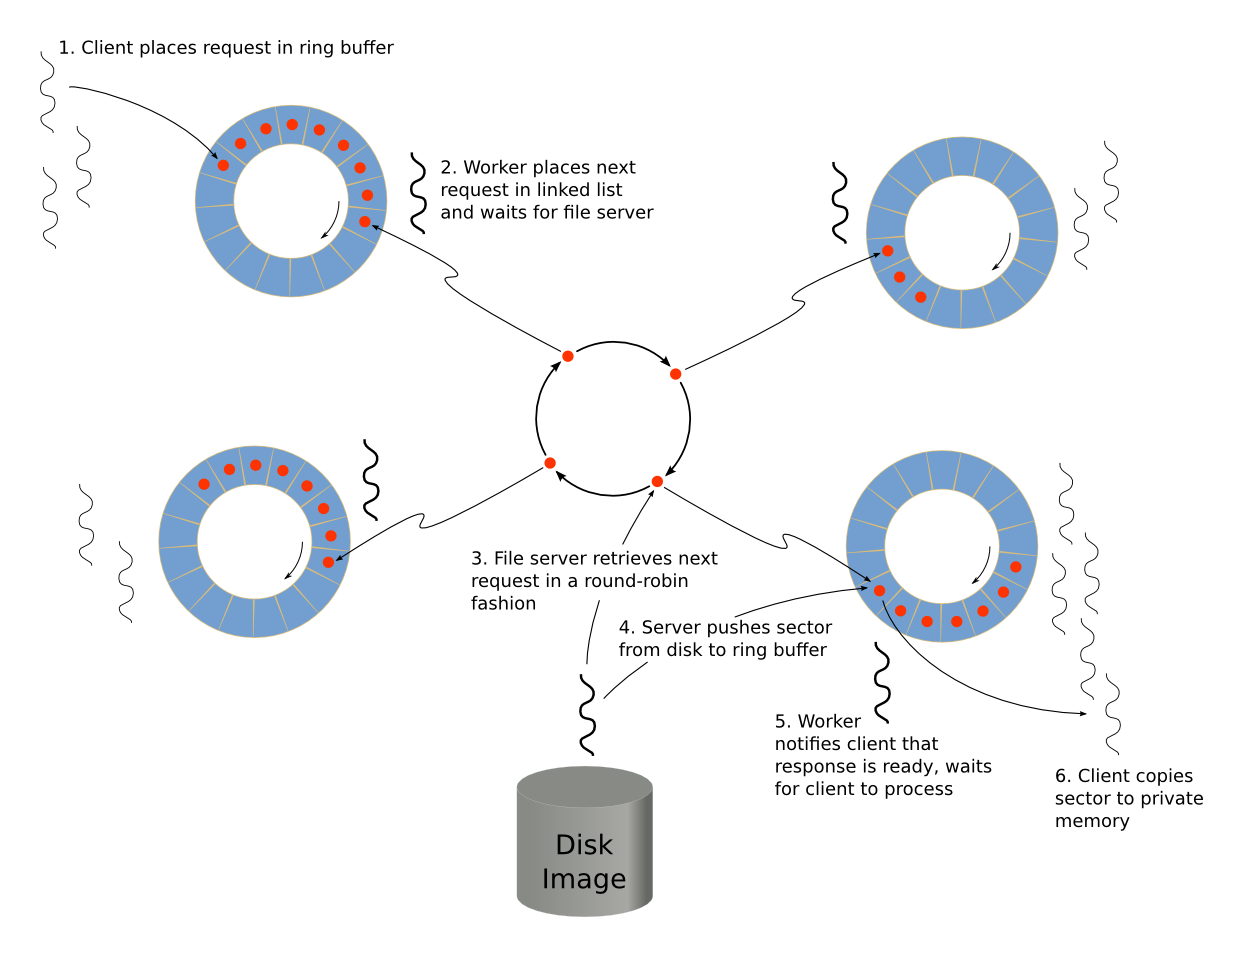 1. Client places request in ring buffer
2. Worker places next
request in linked list
and waits for file server
3. File server retrieves next
request in a round-robin
fashion
4. Server pushes sector
from disk to ring buffer
5. Worker
notifies client that
response is ready, waits
for client to process
6. Client copies
sector to private
memory
Disk
Image